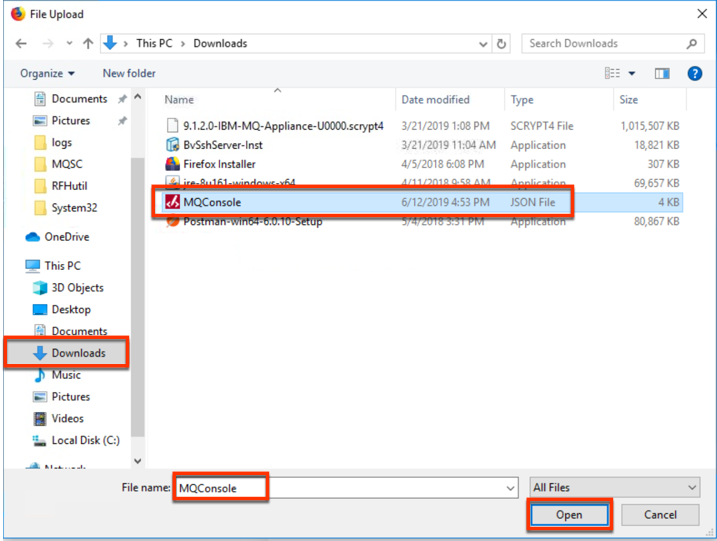 File Upload
This PC > Downloads
Search Downloads
Organize
New folder
Name
Date modified
Type
Size
Documents
Pictures
logs
MQSC
RFHutil
System32
OneDrive
This PC
3D Objects
Desktop
Documents
Downloads
Music
Pictures
Videos
Local Disk (C:)
Network
9.1.2.0-IBM-MQ-Appliance-U0000.scrypt4 3/21/2019 1:08 PM SCRYPT4 File 1,015,507 KB
BvSshServer-Inst 3/21/2019 11:04 AM Application 18,821 KB
Firefox Installer 4/5/2018 6:08 PM Application 307 KB
jre-8u161-windows-x64 4/11/2018 9:58 AM Application 69,657 KB
MQConsole 6/12/2019 4:53 PM JSON File 4 KB
Postman-win64-6.0.10-Setup 5/4/2018 3:31 PM Application 80,867 KB
File name: MQConsole
All Files
Open
Cancel